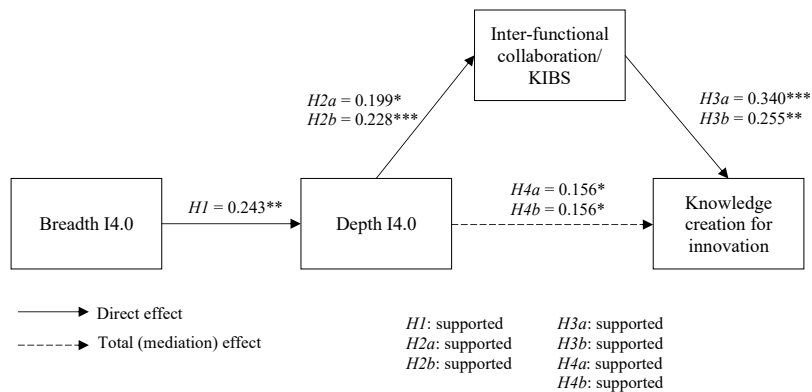 Inter-functional
collaboration/
KIBS
H2a = 0.199*
H2b = 0.228***
H3a = 0.340***
H3b = 0.255**
Breadth I4.0
H1 = 0.243**
Depth I4.0
H4a = 0.156*
H4b = 0.156*
Knowledge
creation for
innovation
Direct effect
Total (mediation) effect
H1: supported
H2a: supported
H2b: supported
H3a: supported
H3b: supported
H4a: supported
H4b: supported